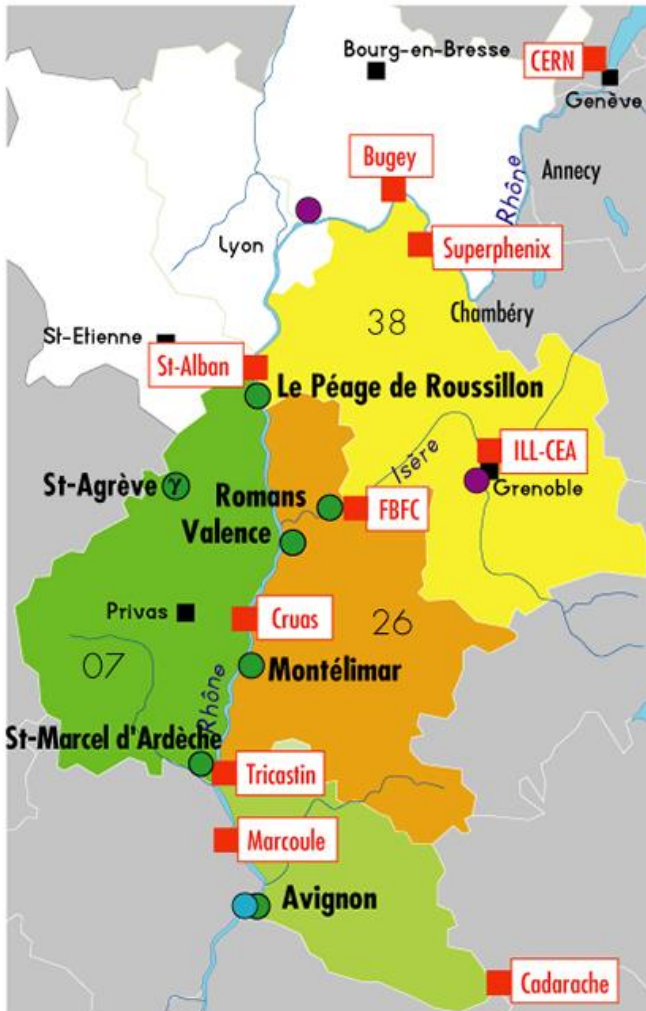 Bourg-en-Bresse
CERN
Genève
Bugey
Rhône
Annecy
Lyon
Superphenix
Chambéry
38
St-Etienne
St-Alban
Le Péage de Roussillon
Isère
ILL-CEA
St-Agrève
γ
Romans
FBFC
Grenoble
Valence
Privas
Cruas
26
07
Rhône
Montélimar
St-Marcel d'Ardèche
Tricastin
Marcoule
Avignon
Cadarache